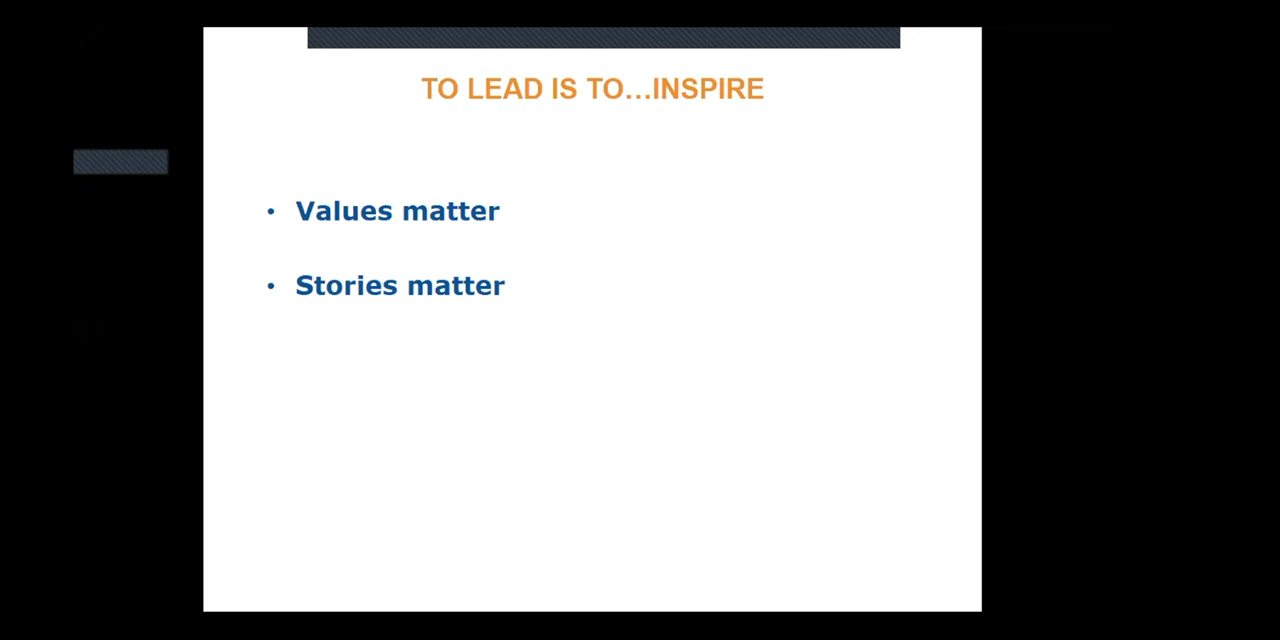 TO LEAD IS TO...INSPIRE
• Values matter
• Stories matter